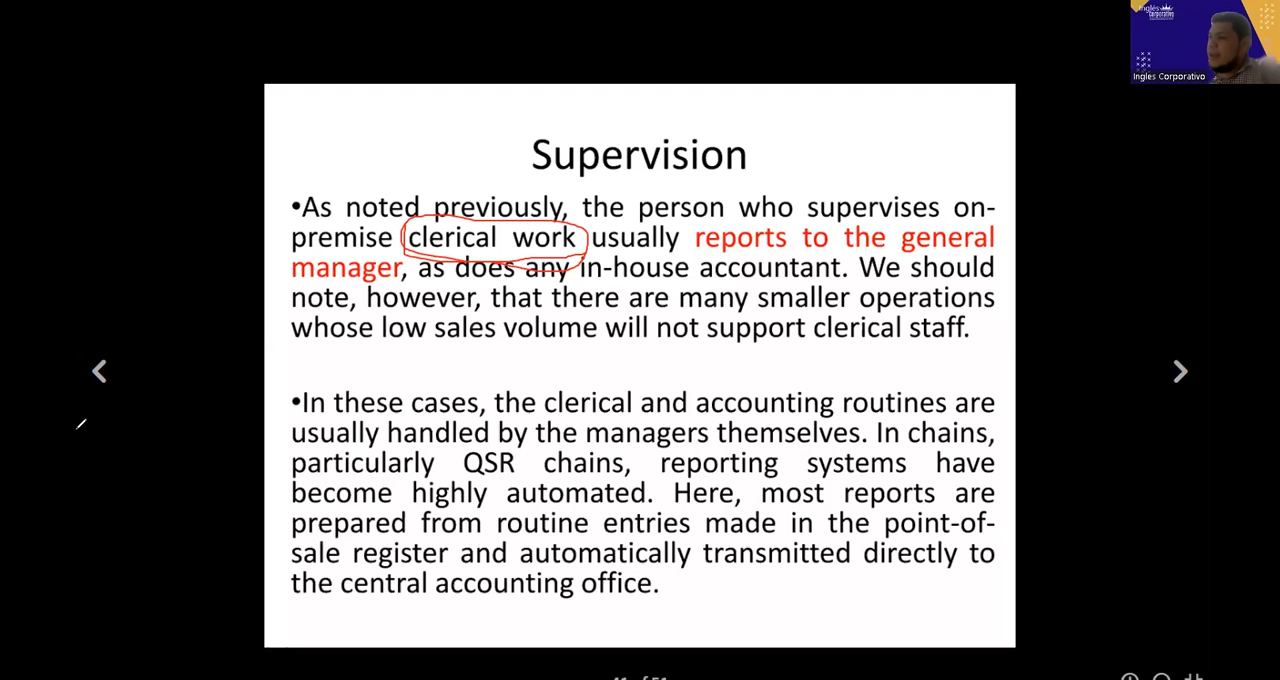 Inglés
corporativo
Ingles Corporativo
Supervision
•As noted previously, the person who supervises on-
premise clerical work usually reports to the general
manager, as does any in-house accountant. We should
note, however, that there are many smaller operations
whose low sales volume will not support clerical staff.
•In these cases, the clerical and accounting routines are
usually handled by the managers themselves. In chains,
particularly QSR chains, reporting systems have
become highly automated. Here, most reports are
prepared from routine entries made in the point-of-
sale register and automatically transmitted directly to
the central accounting office.